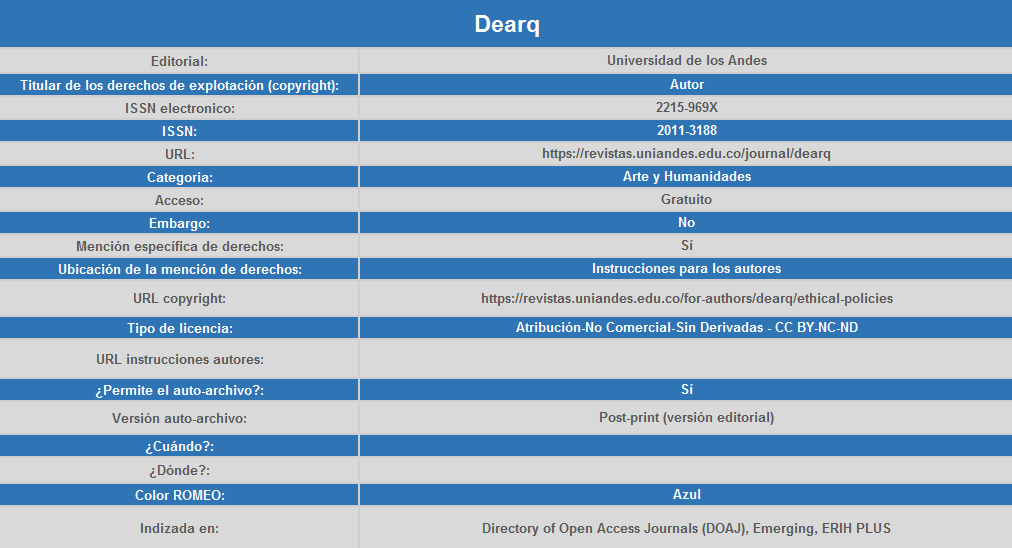 Dearq
Editorial: Universidad de los Andes
Titular de los derechos de explotación (copyright): Autor
ISSN electronico: 2215-969X
ISSN: 2011-3188
URL: https://revistas.uniandes.edu.co/journal/dearq
Categoria: Arte y Humanidades
Acceso: Gratuito
Embargo: No
Mención específica de derechos: Sí
Ubicación de la mención de derechos: Instrucciones para los autores
URL copyright: https://revistas.uniandes.edu.co/for-authors/dearq/ethical-policies
Tipo de licencia: Atribución-No Comercial-Sin Derivadas - CC BY-NC-ND
URL instrucciones autores:
¿Permite el auto-archivo?: Sí
Versión auto-archivo: Post-print (versión editorial)
¿Cuándo?:
¿Dónde?:
Color ROMEO: Azul
Indizada en: Directory of Open Access Journals (DOAJ), Emerging, ERIH PLUS